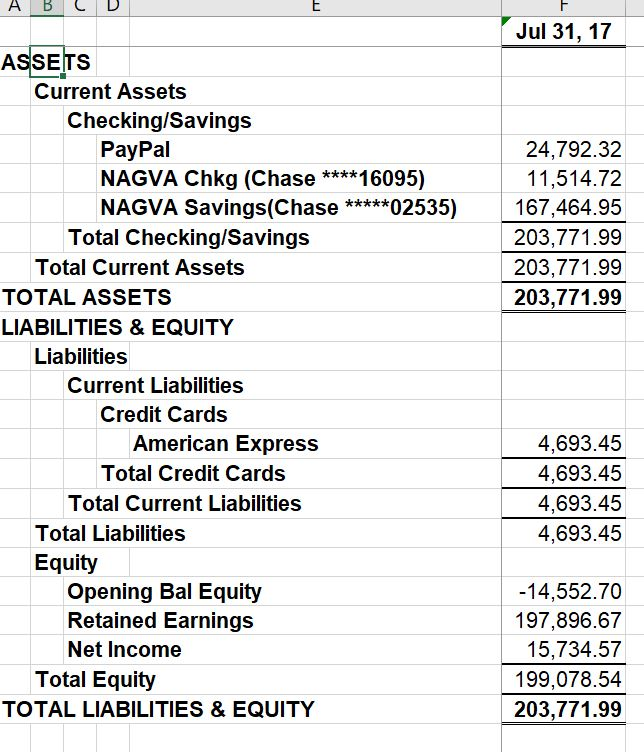 A B C D E F
Jul 31, 17
ASSETS
Current Assets
Checking/Savings
PayPal 24,792.32
NAGVA Chkg (Chase ****16095) 11,514.72
NAGVA Savings(Chase *****02535) 167,464.95
Total Checking/Savings 203,771.99
Total Current Assets 203,771.99
TOTAL ASSETS 203,771.99
LIABILITIES & EQUITY
Liabilities
Current Liabilities
Credit Cards
American Express 4,693.45
Total Credit Cards 4,693.45
Total Current Liabilities 4,693.45
Total Liabilities 4,693.45
Equity
Opening Bal Equity -14,552.70
Retained Earnings 197,896.67
Net Income 15,734.57
Total Equity 199,078.54
TOTAL LIABILITIES & EQUITY 203,771.99